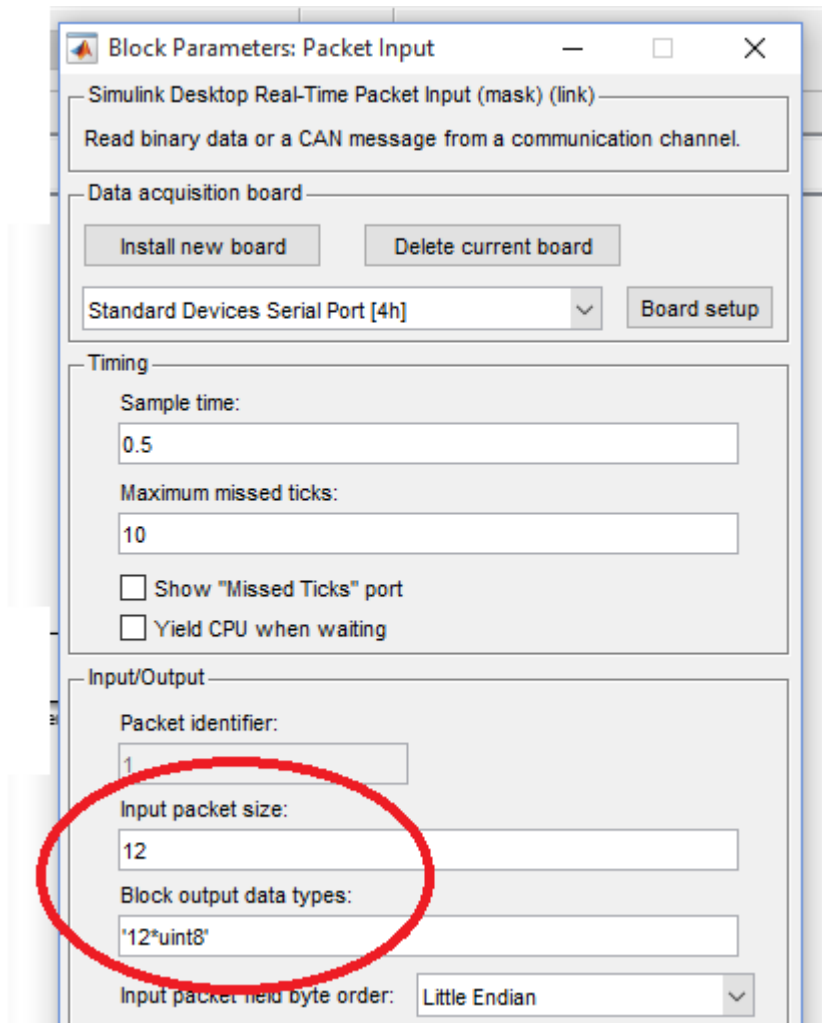 Block Parameters: Packet Input
Simulink Desktop Real-Time Packet Input (mask) (link)
Read binary data or a CAN message from a communication channel.
Data acquisition board
Install new board Delete current board
Standard Devices Serial Port [4h] Board setup
Timing
Sample time:
0.5
Maximum missed ticks:
10
Show "Missed Ticks" port
Yield CPU when waiting
Input/Output
Packet identifier:
1
Input packet size:
12
Block output data types:
'12*uint8'
Input packet field byte order: Little Endian